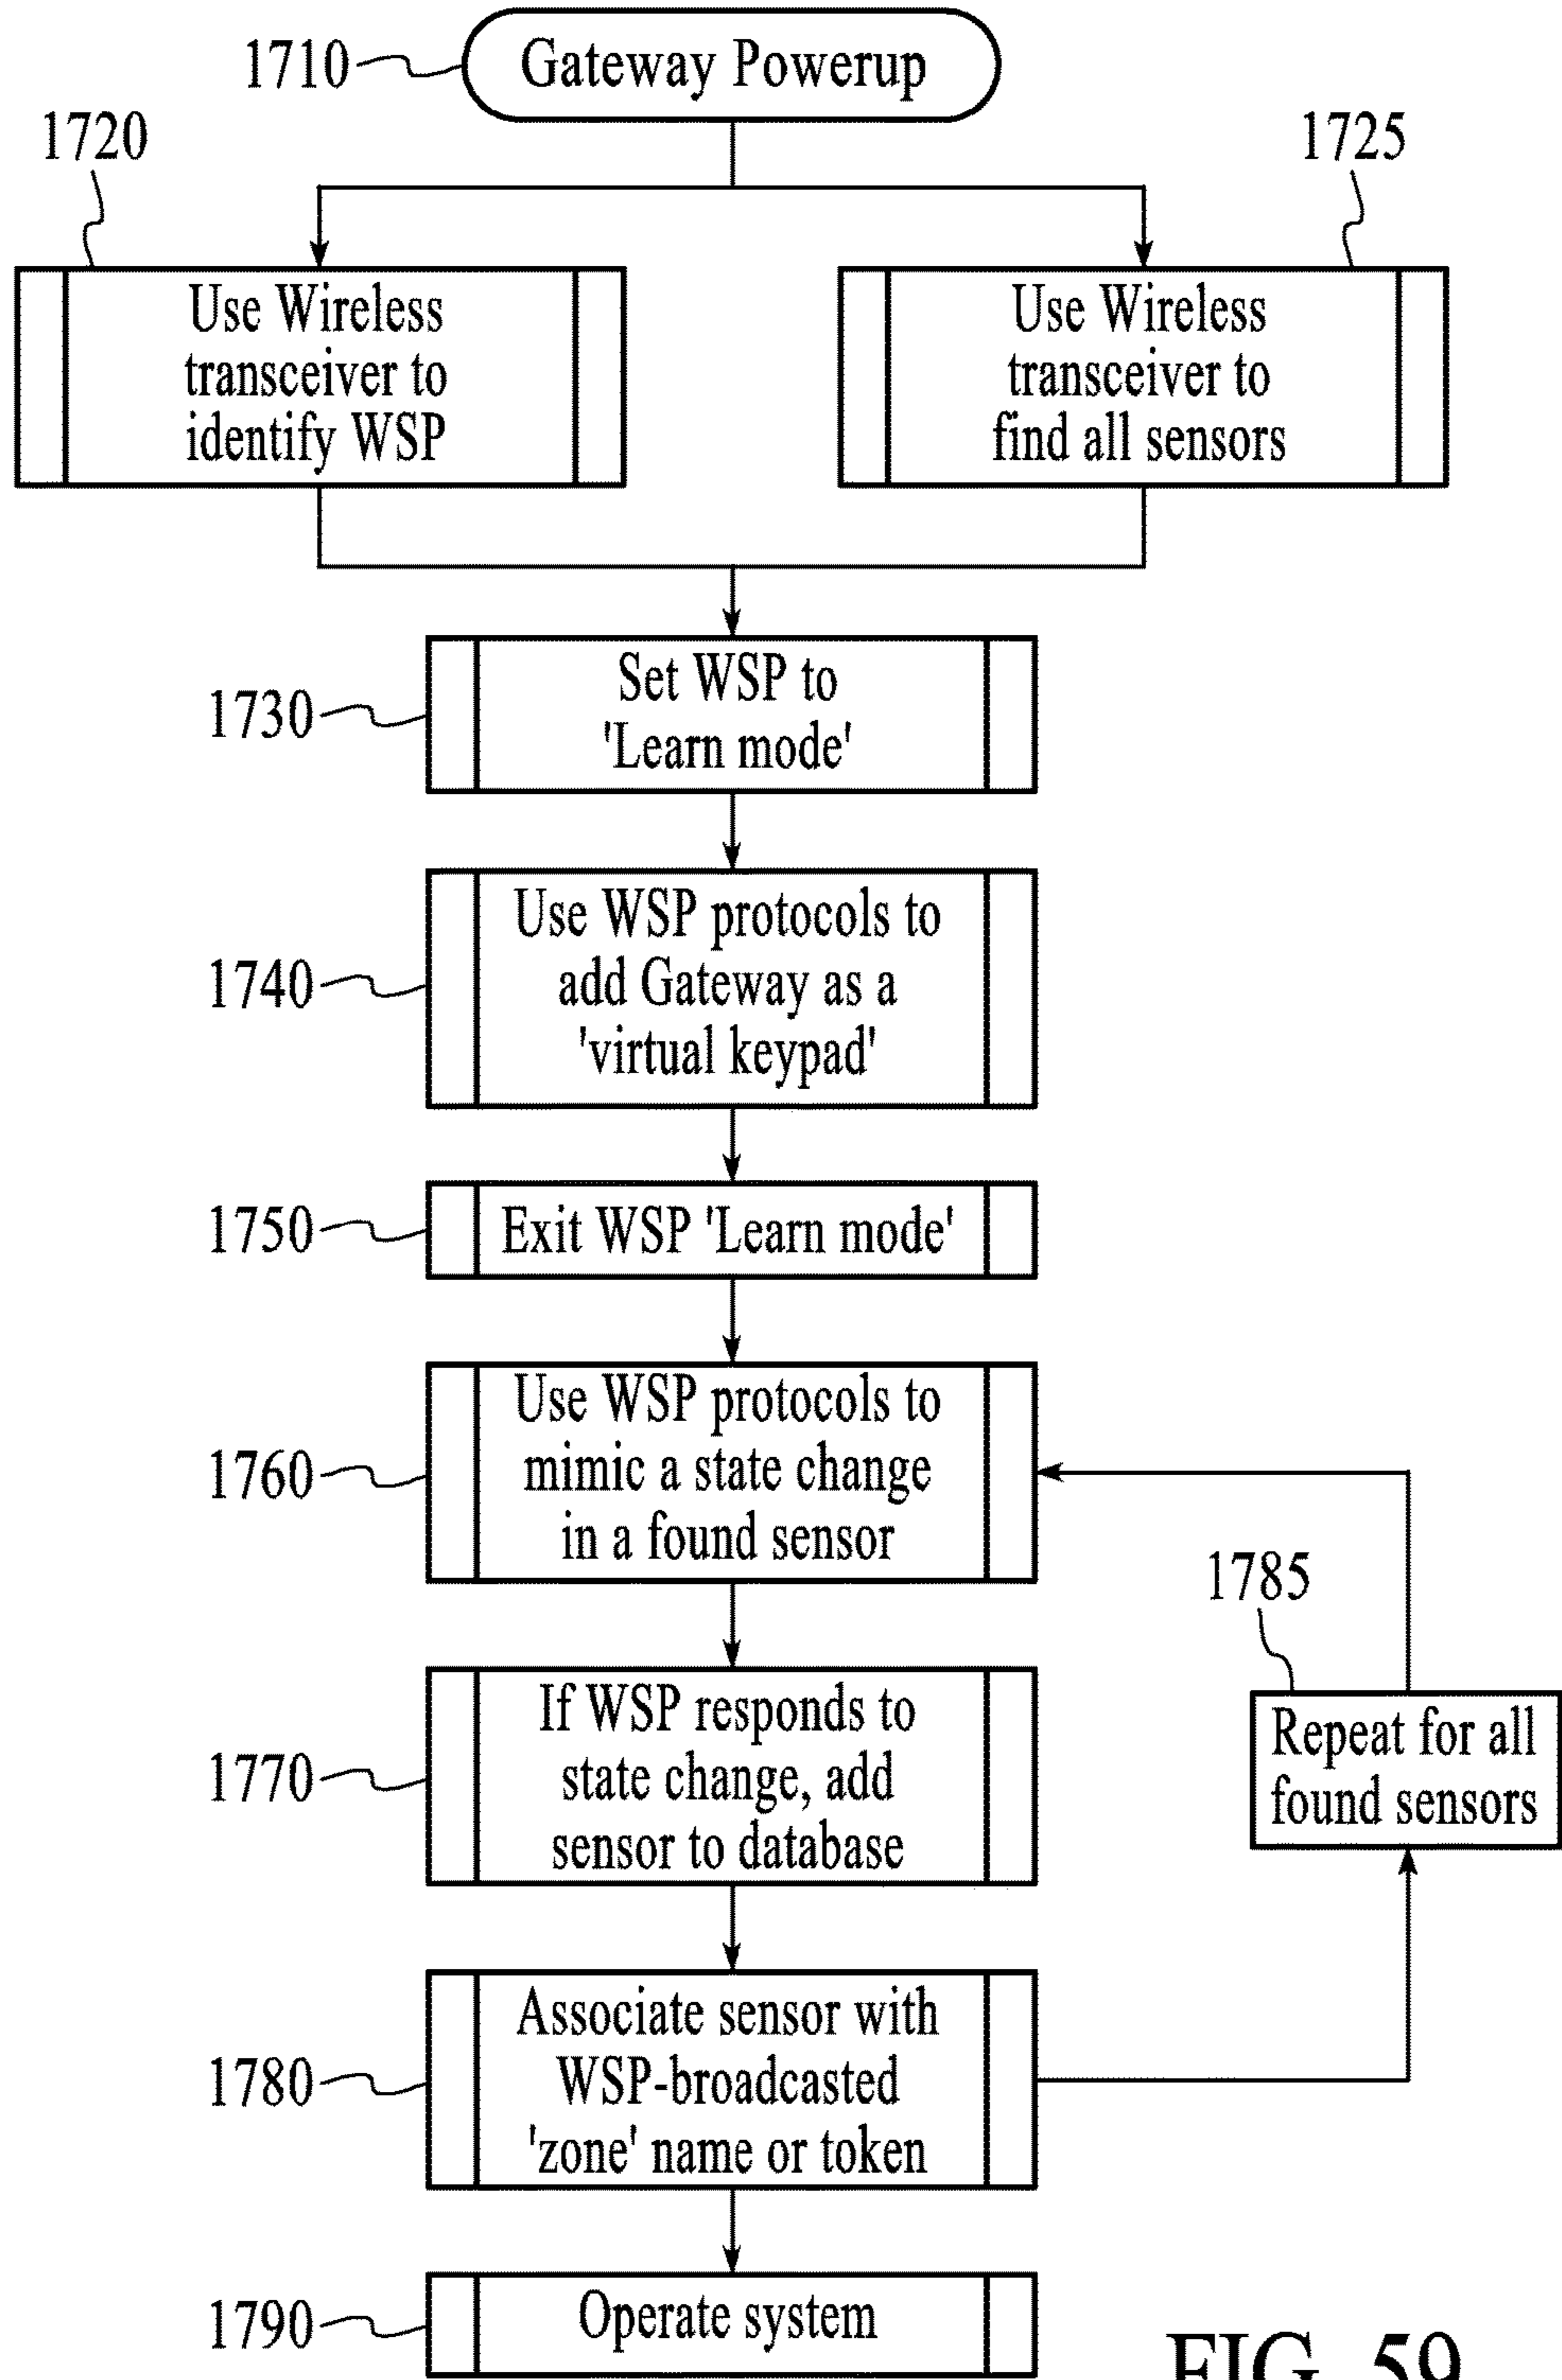 1710
Gateway Powerup
1720
1725
Use Wireless
transceiver to
identify WSP
Use Wireless
transceiver to
find all sensors
1730
Set WSP to
'Learn mode'
1740
Use WSP protocols to
add Gateway as a
'virtual keypad'
1750
Exit WSP 'Learn mode'
1760
Use WSP protocols to
mimic a state change
in a found sensor
1785
Repeat for all
found sensors
1770
If WSP responds to
state change, add
sensor to database
1780
Associate sensor with
WSP-broadcasted
'zone' name or token
1790
Operate system
FIG. 59